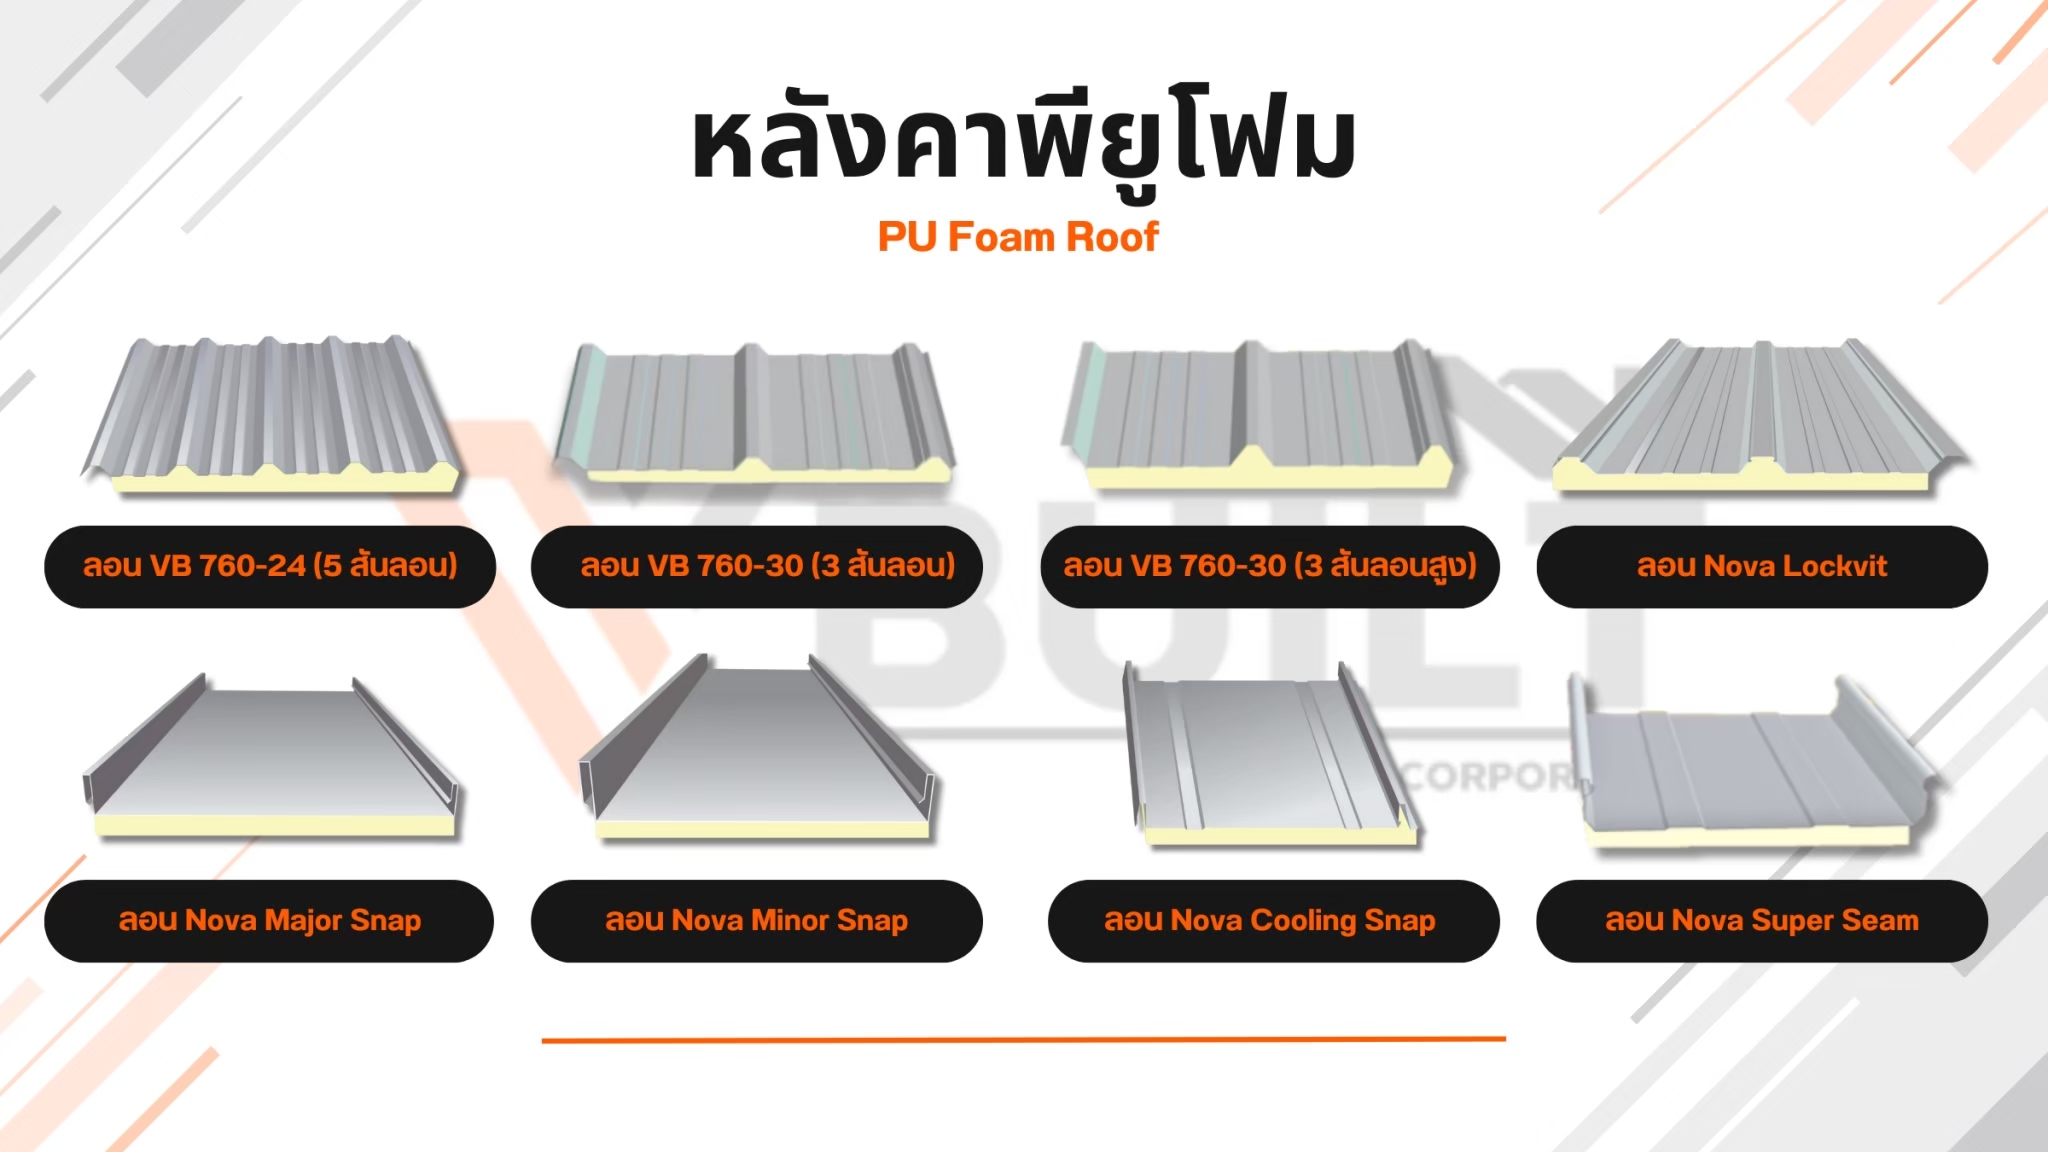 หลังคาพียูโฟม
PU Foam Roof
ลอน VB 760-24 (5 สันลอน)
ลอน VB 760-30 (3 สันลอน)
ลอน VB 760-30 (3 สันลอนสูง)
ลอน Nova Lockvit
BUILT
CORPOR
ลอน Nova Major Snap
ลอน Nova Minor Snap
ลอน Nova Cooling Snap
ลอน Nova Super Seam